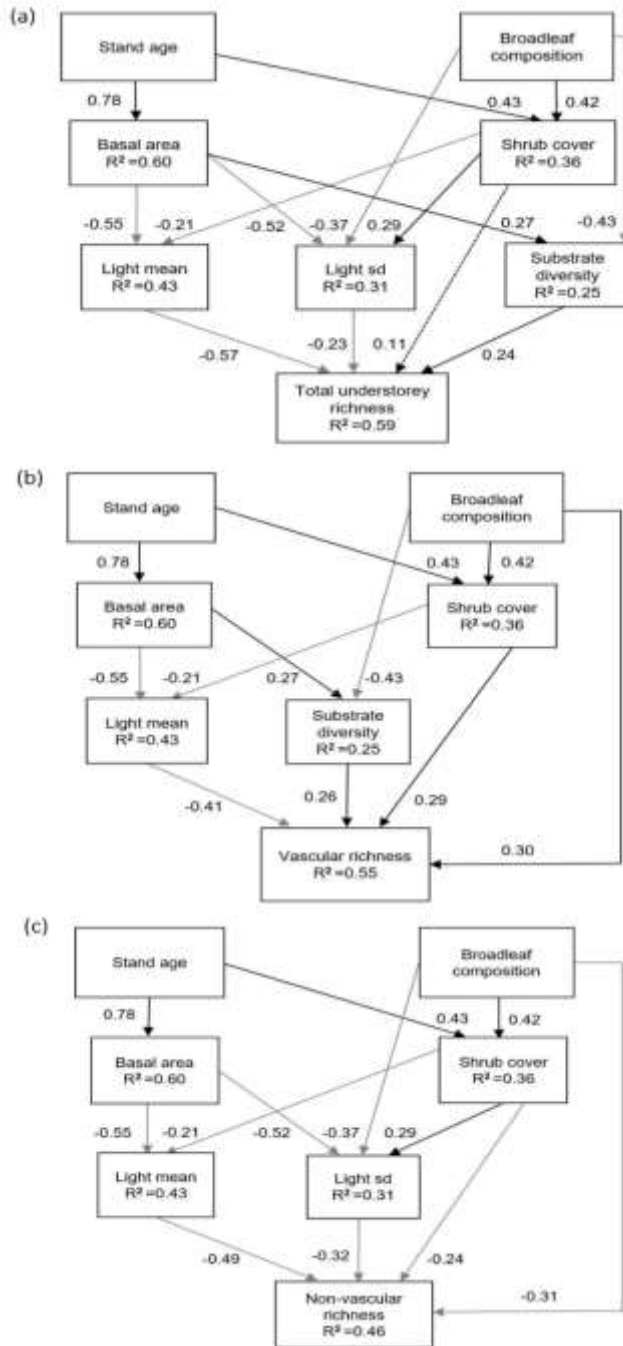 (a)
Stand age
Broadleaf
composition
0.78
0.43
0.42
Basal area
R² =0.60
Shrub cover
R² =0.36
-0.55
-0.21
-0.52
-0.37
0.29
0.27
-0.43
Light mean
R² =0.43
Light sd
R² =0.31
Substrate
diversity
R² =0.25
-0.57
-0.23
0.11
0.24
Total understorey
richness
R² =0.59
(b)
Stand age
Broadleaf
composition
0.78
0.43
0.42
Basal area
R² =0.60
Shrub cover
R² =0.36
-0.55
-0.21
0.27
-0.43
Light mean
R² =0.43
Substrate
diversity
R² =0.25
-0.41
0.26
0.29
0.30
Vascular richness
R² =0.55
(c)
Stand age
Broadleaf
composition
0.78
0.43
0.42
Basal area
R² =0.60
Shrub cover
R² =0.36
-0.55
-0.21
-0.52
-0.37
0.29
Light mean
R² =0.43
Light sd
R² =0.31
-0.49
-0.32
-0.24
-0.31
Non-vascular
richness
R² =0.46